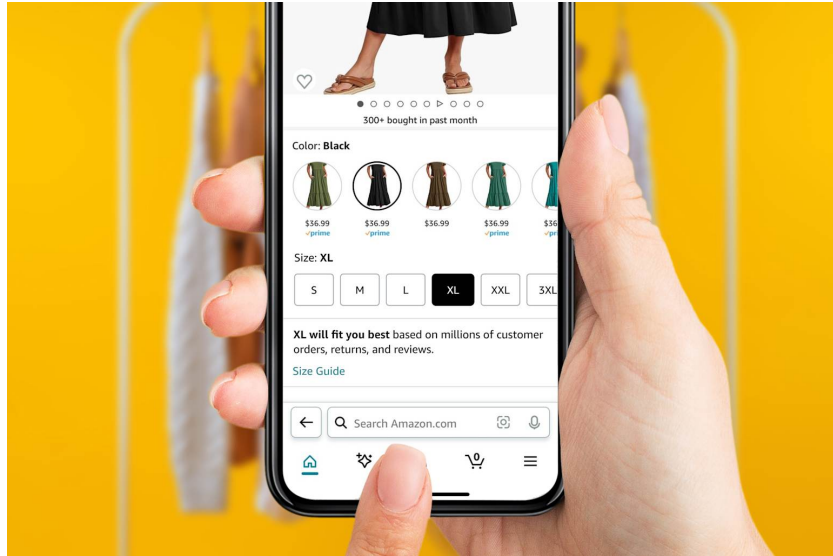 300+ bought in past month
Color: Black
$36.99
prime
$36.99
prime
$36.99
$36.99
prime
$36
pri
Size: XL
S
M
L
XL
XXL
3XL
XL will fit you best based on millions of customer
orders, returns, and reviews.
Size Guide
Search Amazon.com
0